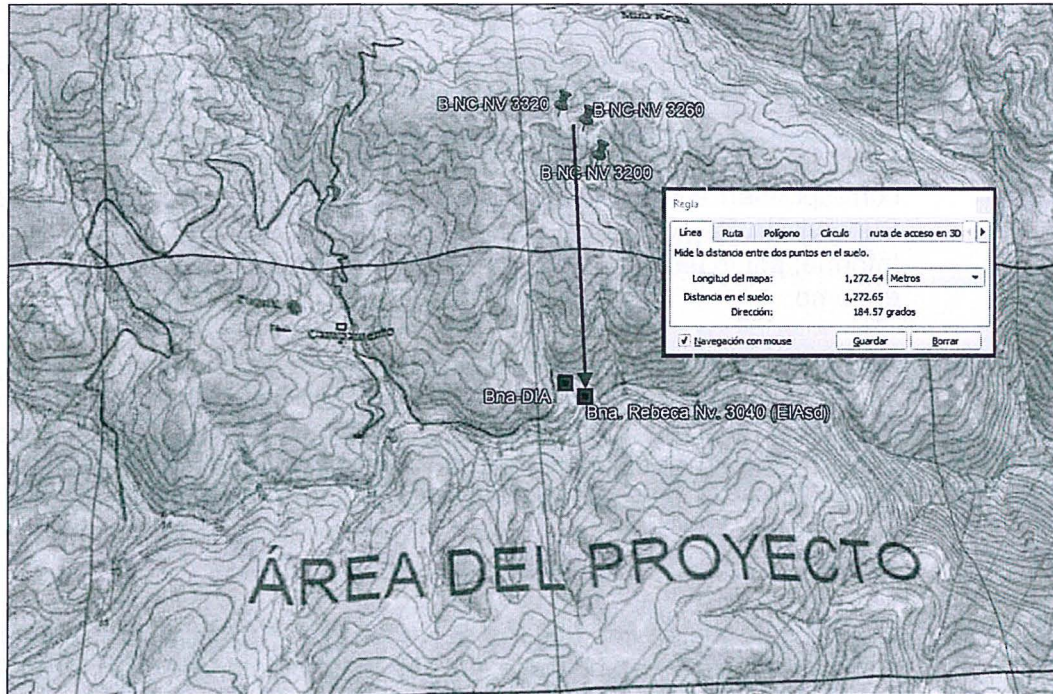 B-NC-NV 3320
B-NC-NV 3260
B-NC-NV 3200
Regla
Línea Ruta Polígono Círculo ruta de acceso en 3D
Mide la distancia entre dos puntos en el suelo.
Longitud del mapa: 1,272.64 Metros
Distancia en el suelo: 1,272.65
Dirección: 184.57 grados
Navegación con mouse Guardar Borrar
Bna-DIA
Bna. Rebeca Nv. 3040 (EIAsd)
ÁREA DEL PROYECTO